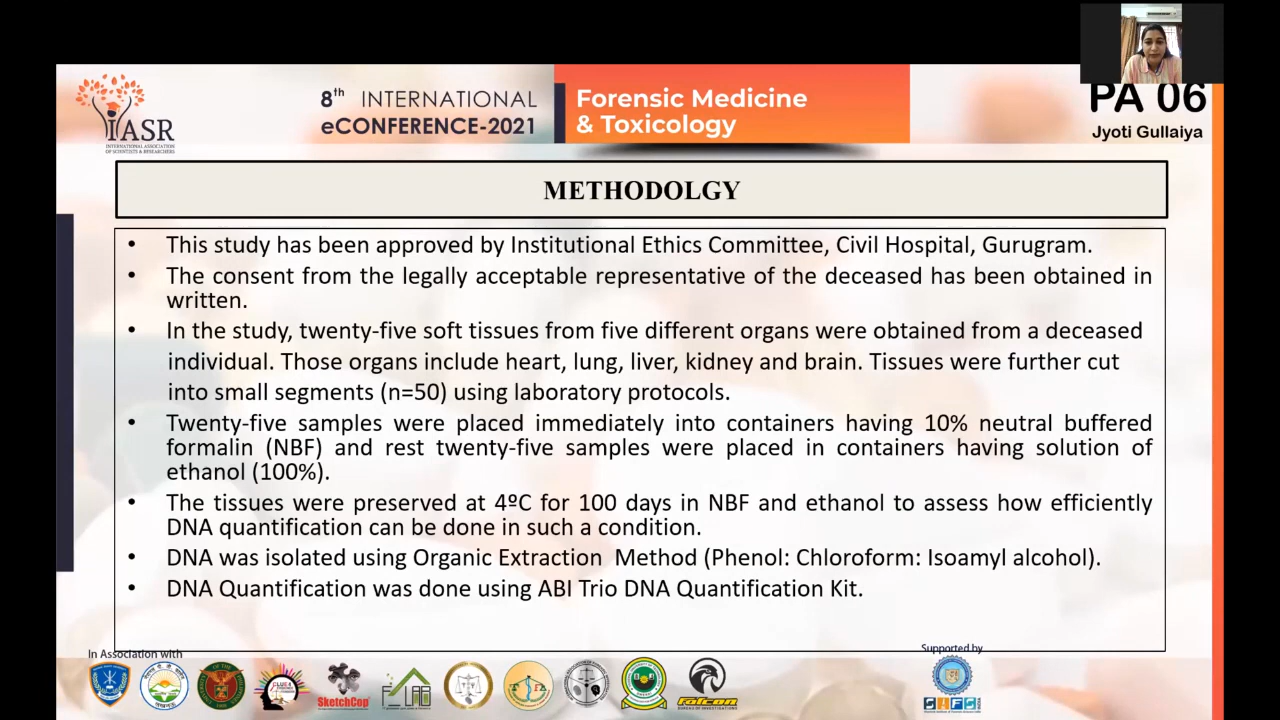 PA 06
Jyoti Gullaiya
IASR
INTERNATIONAL ASSOCIATION
OF SCIENTISTS & RESEARCHERS
8th INTERNATIONAL
eCONFERENCE-2021
Forensic Medicine
& Toxicology
METHODOLGY
• This study has been approved by Institutional Ethics Committee, Civil Hospital, Gurugram.
• The consent from the legally acceptable representative of the deceased has been obtained in
written.
• In the study, twenty-five soft tissues from five different organs were obtained from a deceased
individual. Those organs include heart, lung, liver, kidney and brain. Tissues were further cut
into small segments (n=50) using laboratory protocols.
• Twenty-five samples were placed immediately into containers having 10% neutral buffered
formalin (NBF) and rest twenty-five samples were placed in containers having solution of
ethanol (100%).
• The tissues were preserved at 4ºC for 100 days in NBF and ethanol to assess how efficiently
DNA quantification can be done in such a condition.
• DNA was isolated using Organic Extraction Method (Phenol: Chloroform: Isoamyl alcohol).
• DNA Quantification was done using ABI Trio DNA Quantification Kit.
In Association with
Supported by
SketchCop
FALCON
SIFS